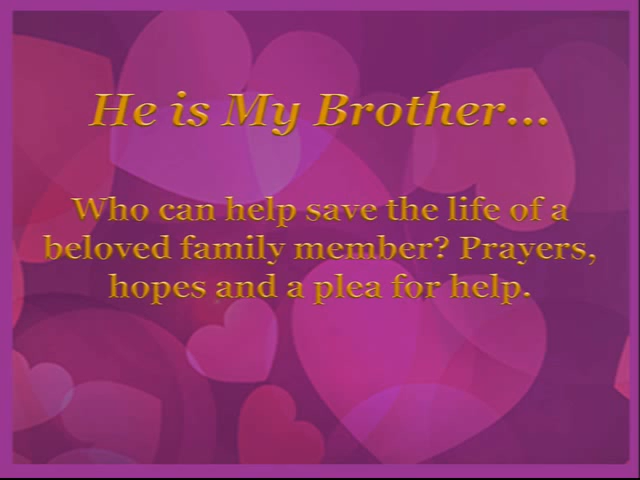 He is My Brother...
Who can help save the life of a
beloved family member? Prayers,
hopes and a plea for help.